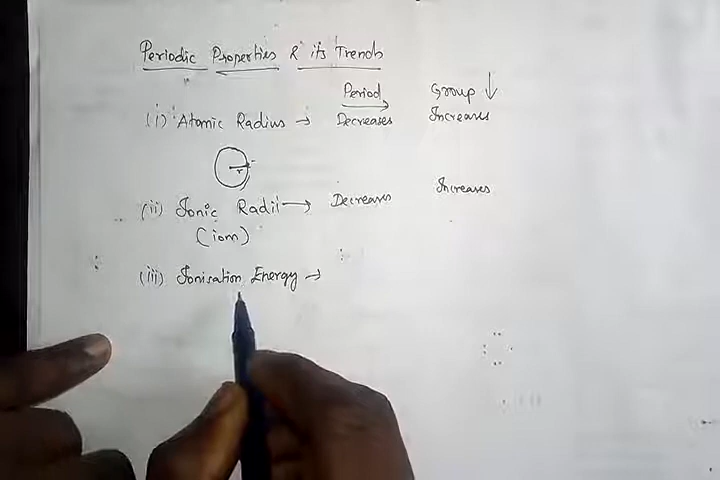 Periodic Properties & its Trends
Period → Group ↓
(i) Atomic Radius → Decreases Increases
r
(ii) Ionic Radii → Decreases Increases
(ion)
(iii) Ionisation Energy →